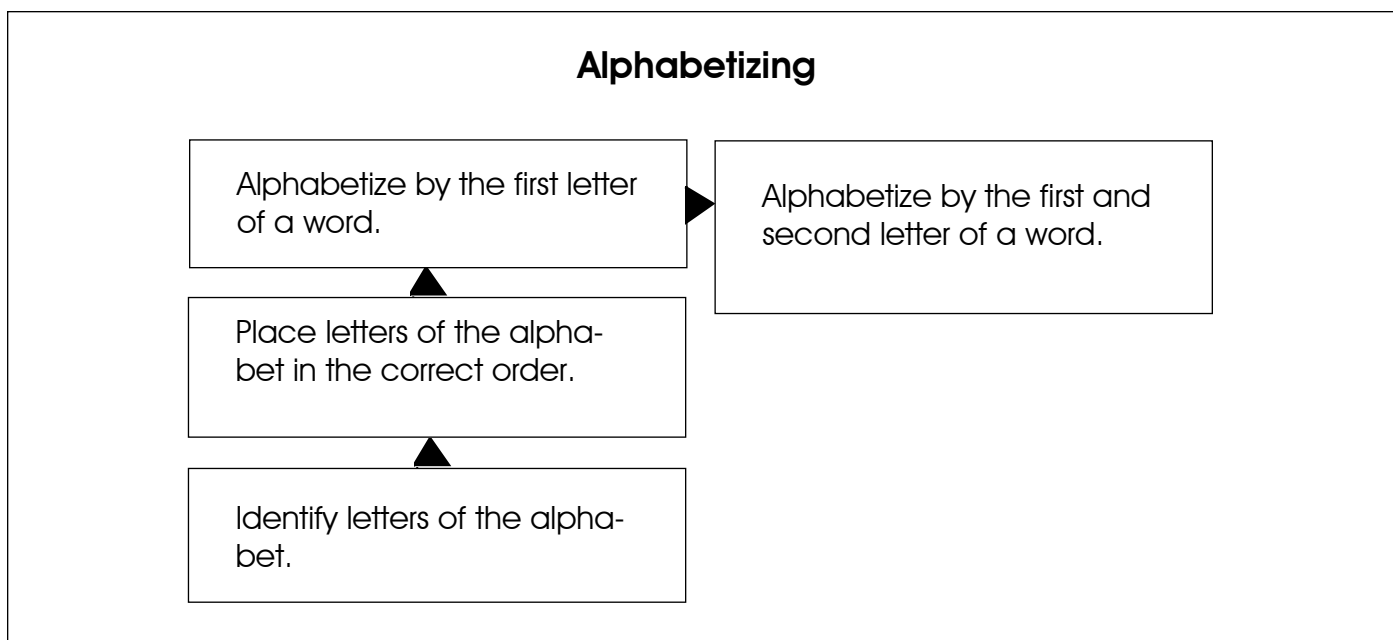 Alphabetizing
Alphabetize by the first letter
of a word.
Alphabetize by the first and
second letter of a word.
Place letters of the alpha-
bet in the correct order.
Identify letters of the alpha-
bet.